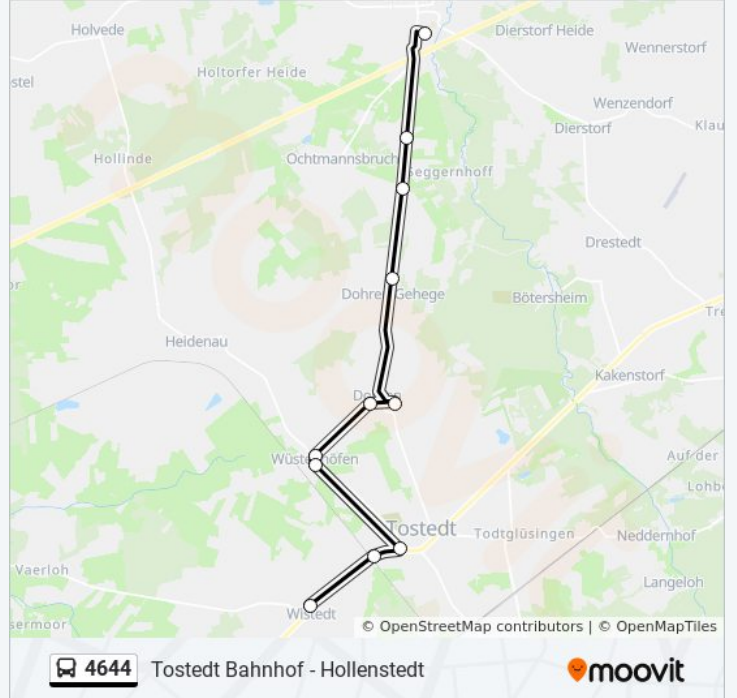 Holvede
Dierstorf Heide
Wennerstorf
Holtorfer Heide
stel
Wenzendorf
Dierstorf
Klau
Hollinde
Ochtmannsbruch
Seggernhoff
Drestedt
or
Dohren Gehege
Bötersheim
Tre
Heidenau
Kakenstorf
Wüstenhöfen
Auf der
Lohb
Tostedt
Todtglüsingen
Neddernhof
Vaerloh
Langeloh
Wistedt
sermoor
© OpenStreetMap contributors | © OpenMapTiles
4644 Tostedt Bahnhof - Hollenstedt
moovit